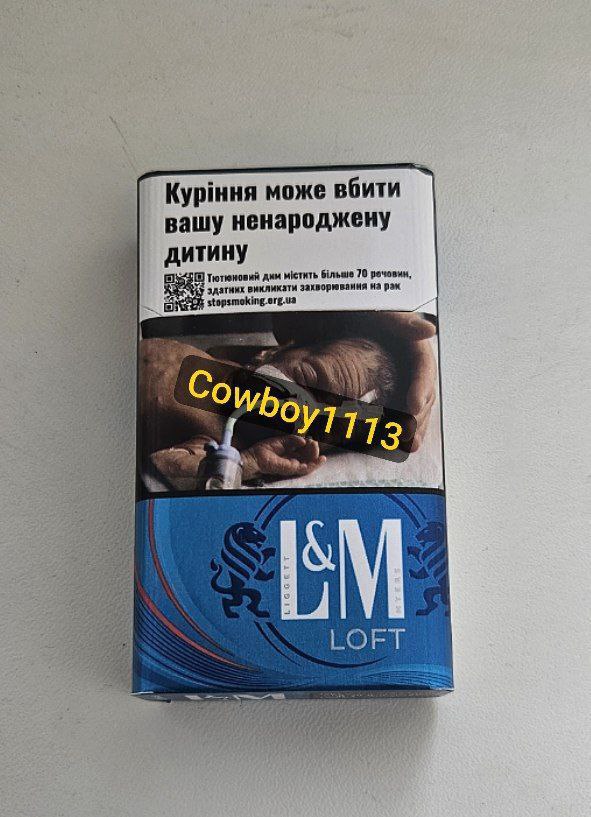 Куріння може вбити
вашу ненароджену
дитину
Тютюновий дим містить більше 70 речовин,
здатних викликати захворювання на рак
stopsmoking.org.ua
Cowboy1113
LIGGETT
L&M
MYERS
LOFT
L&M